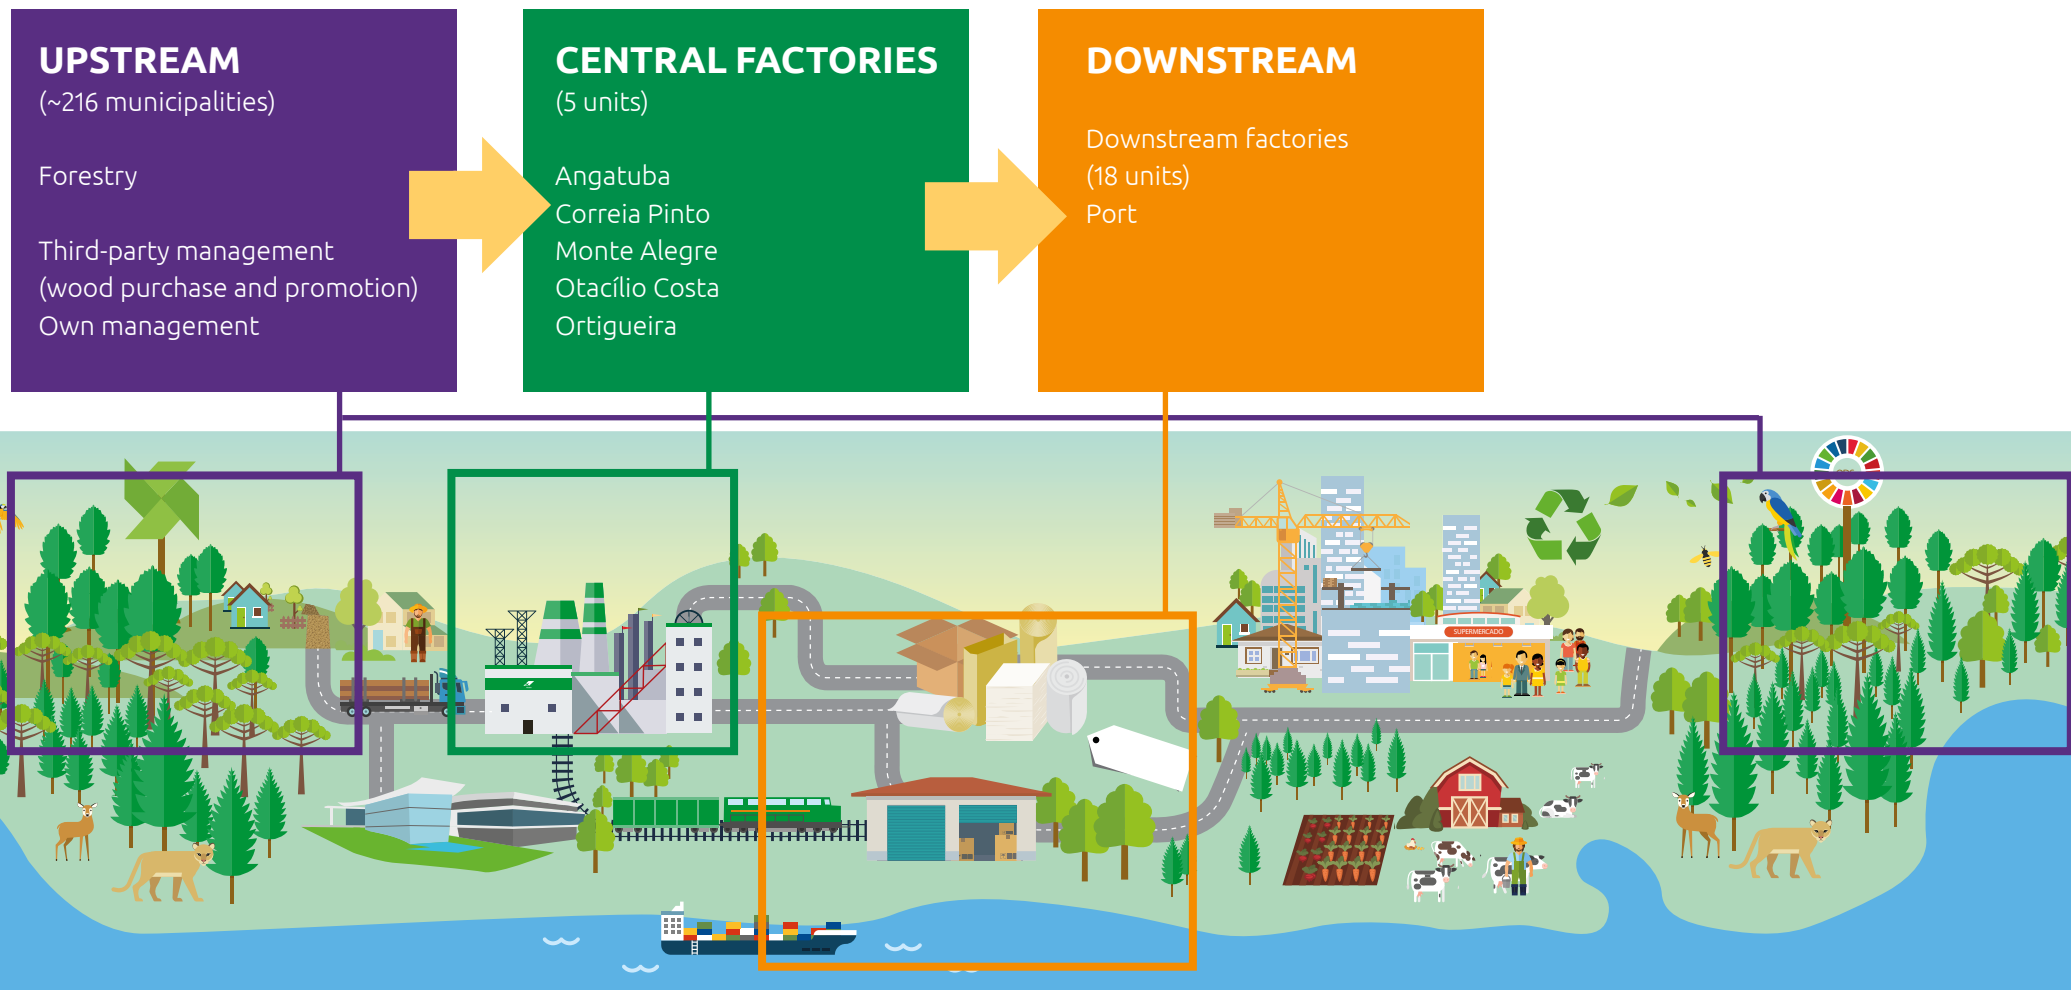 UPSTREAM
(~216 municipalities)
Forestry
Third-party management
(wood purchase and promotion)
Own management
CENTRAL FACTORIES
(5 units)
Angatuba
Correia Pinto
Monte Alegre
Otacílio Costa
Ortigueira
DOWNSTREAM
Downstream factories
(18 units)
Port
SUPERMERCADO